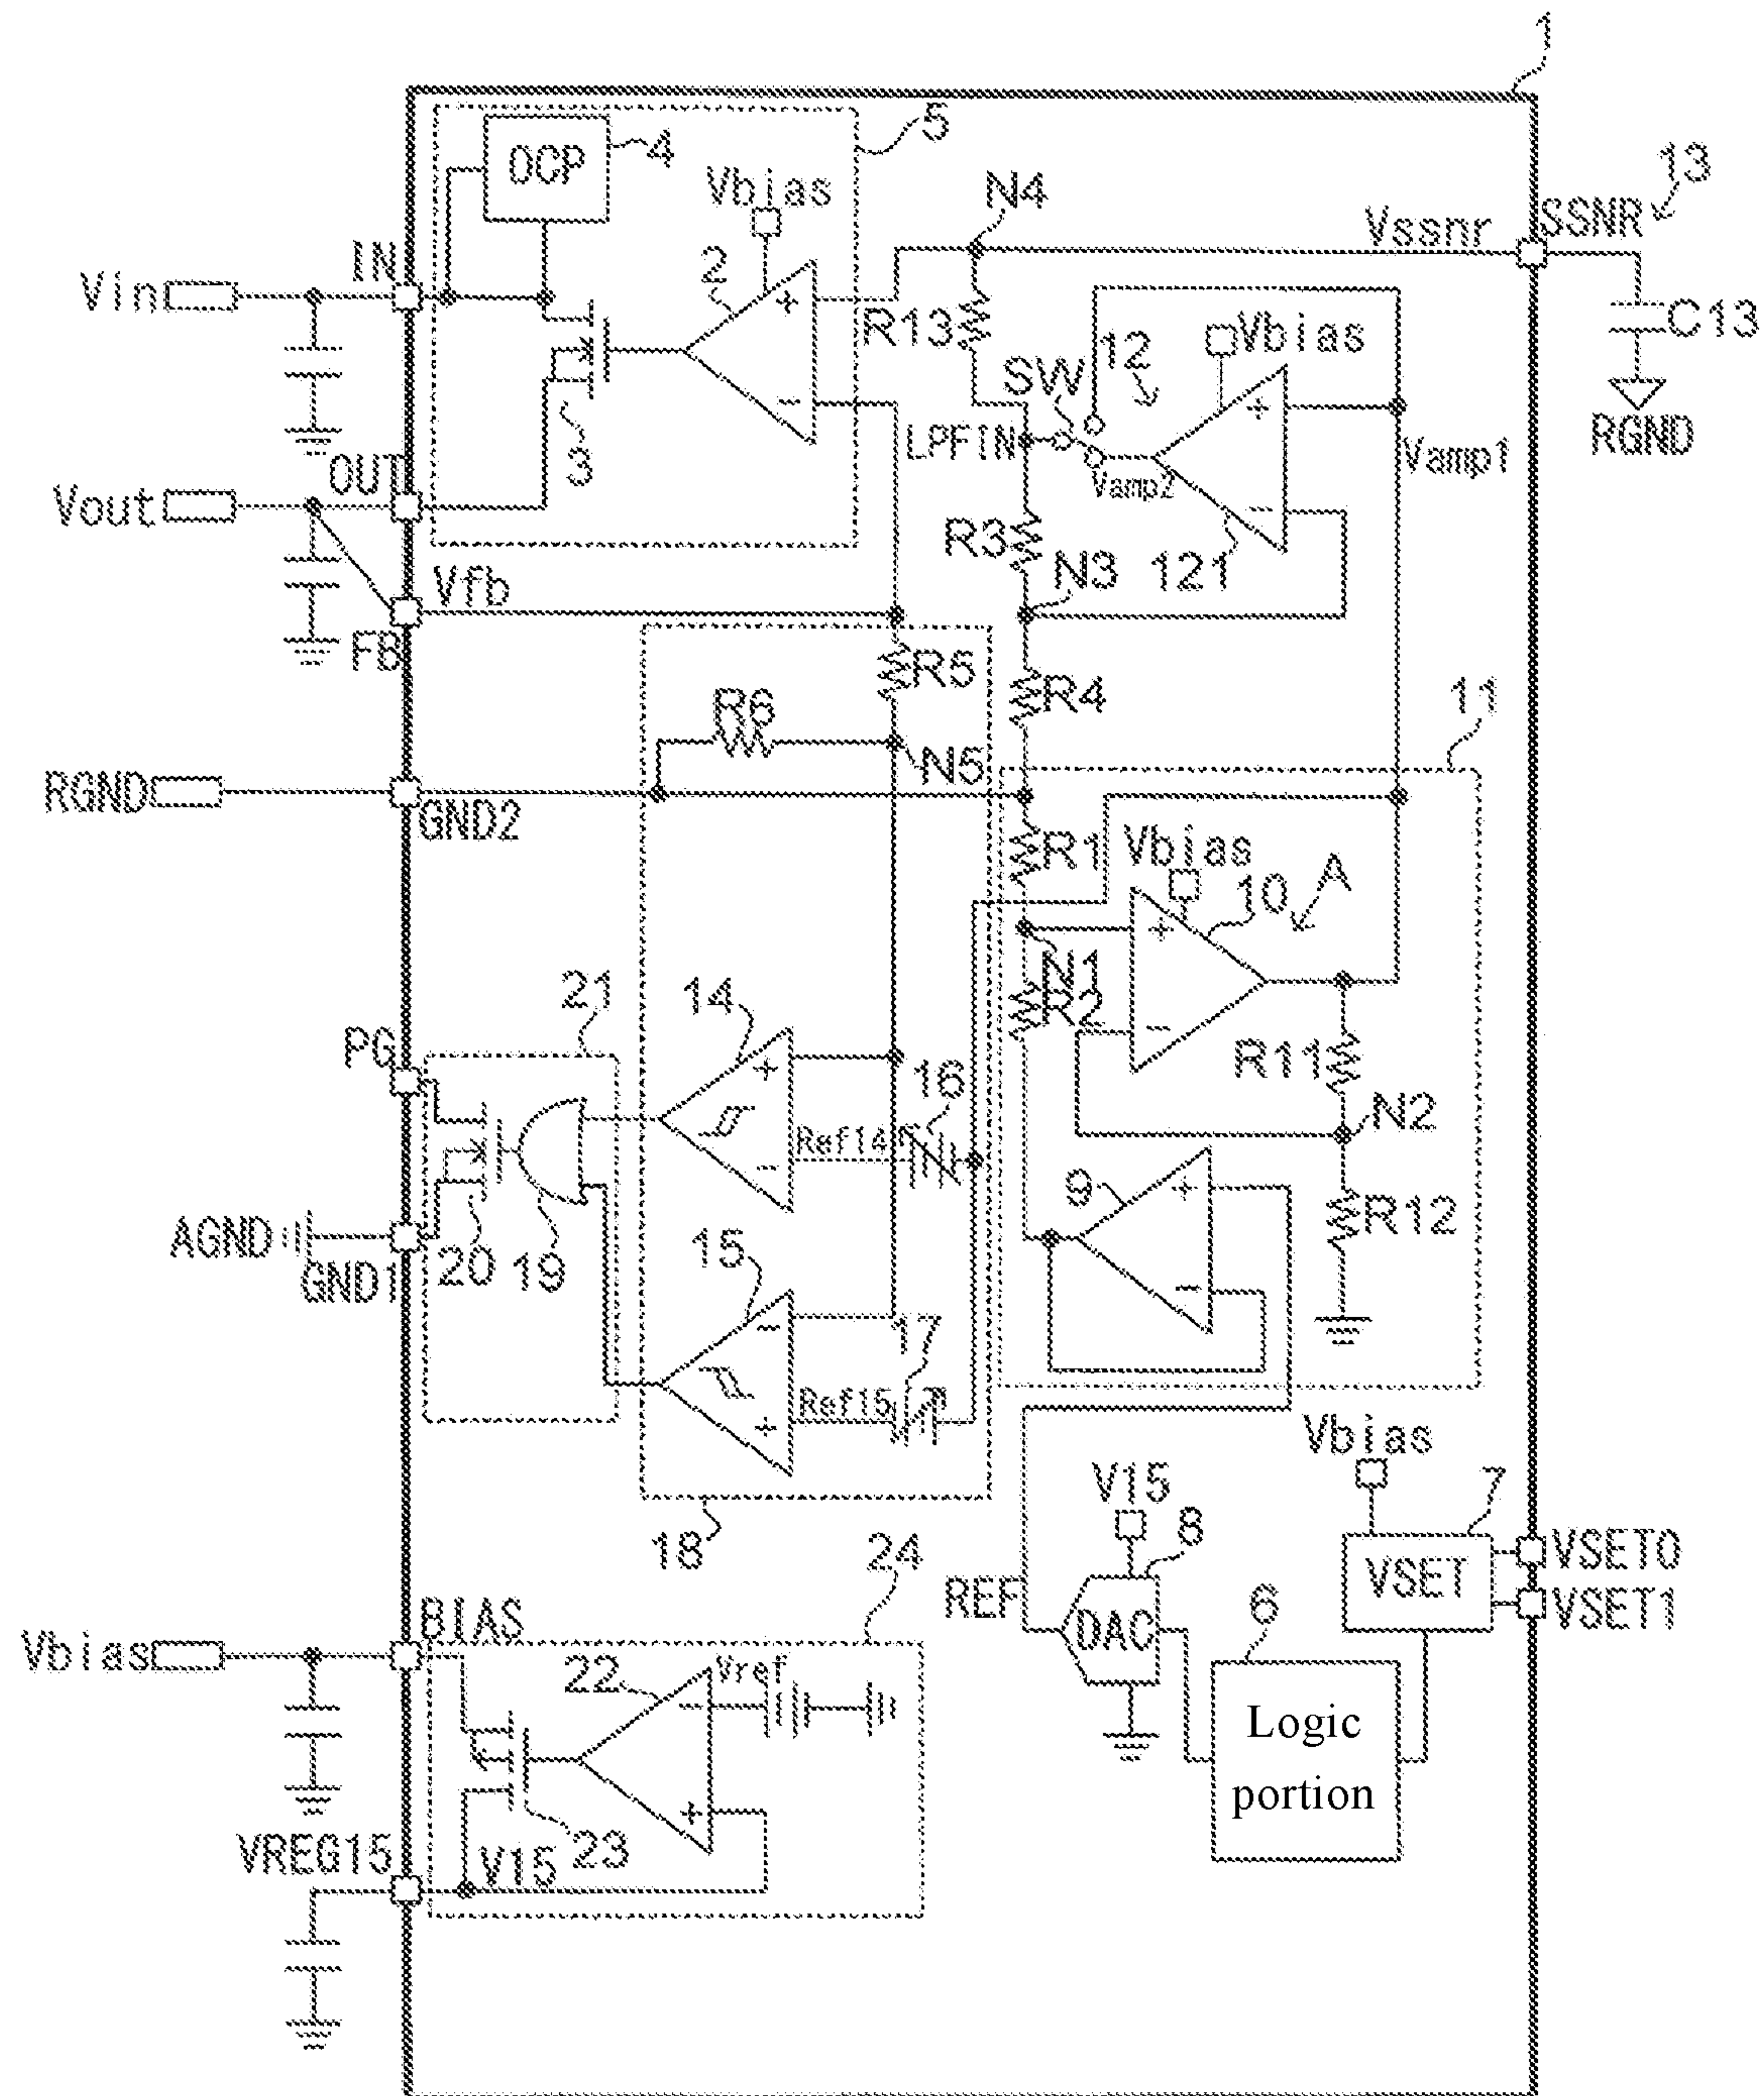 1
5
OCP
4
Vbias
N4
13
SSNR
Vssnr
IN
2
Vin
+
R13
12
Vbias
C13
SW
+
RGND
-
LPFIN
Vamp1
3
OUT
Vamp2
Vout
-
R3
N3
121
Vfb
FB
R5
R6
R4
11
N5
RGND
GND2
R1
Vbias
10
A
+
N1
21
14
R2
-
PG
R11
+
16
N2
Ref14
-
9
+
R12
AGND
15
GND1
20
19
-
-
17
Ref15
+
Vbias
V15
7
18
24
8
VSET0
VSET
REF
BIAS
6
VSET1
DAC
Vbias
22
Vref
-
Logic
portion
+
VREG15
V15
23